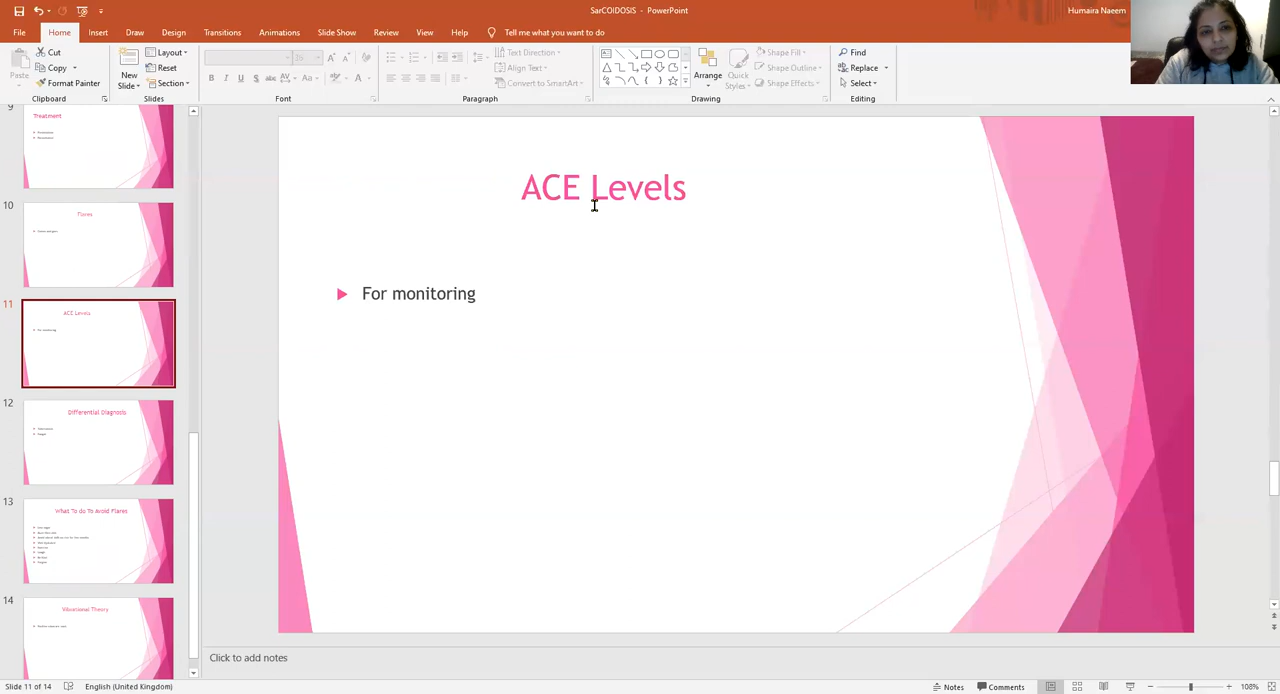 SarCOIDOSIS - PowerPoint
Humaira Naeem
File Home Insert Draw Design Transitions Animations Slide Show Review View Help Tell me what you want to do
Paste
Cut
Copy
Format Painter
Clipboard
New
Slide
Layout
Reset
Section
Slides
36
Font
Text Direction
Align Text
Convert to SmartArt
Paragraph
Arrange
Quick
Styles
Shape Fill
Shape Outline
Shape Effects
Drawing
Find
Replace
Select
Editing
9
Treatment
10
11
ACE Levels
For monitoring
12
Differential Diagnosis
13
What To do To Avoid Flares
14
Vibrational Theory
ACE Levels
For monitoring
Click to add notes
Slide 11 of 14 English (United Kingdom) Notes Comments 108%